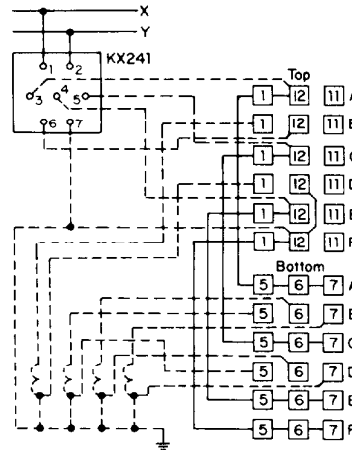 X
Y
KX241
1 2
3 4 5
6 7
Top
1 12 11 A
1 12 11 B
1 12 11 C
1 12 11 D
1 12 11 E
1 12 11 F
Bottom
5 6 7 A
5 6 7 B
5 6 7 C
5 6 7 D
5 6 7 E
5 6 7 F